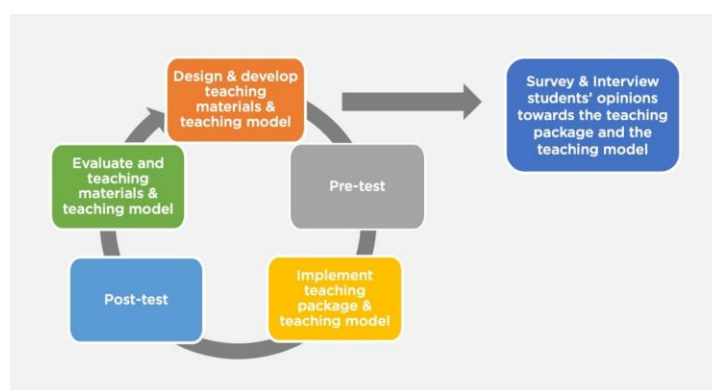 Design & develop
teaching
materials &
teaching model
Survey & Interview
students' opinions
towards the teaching
package and the
teaching model
Pre-test
Implement
teaching
package &
teaching model
Post-test
Evaluate and
teaching
materials &
teaching model